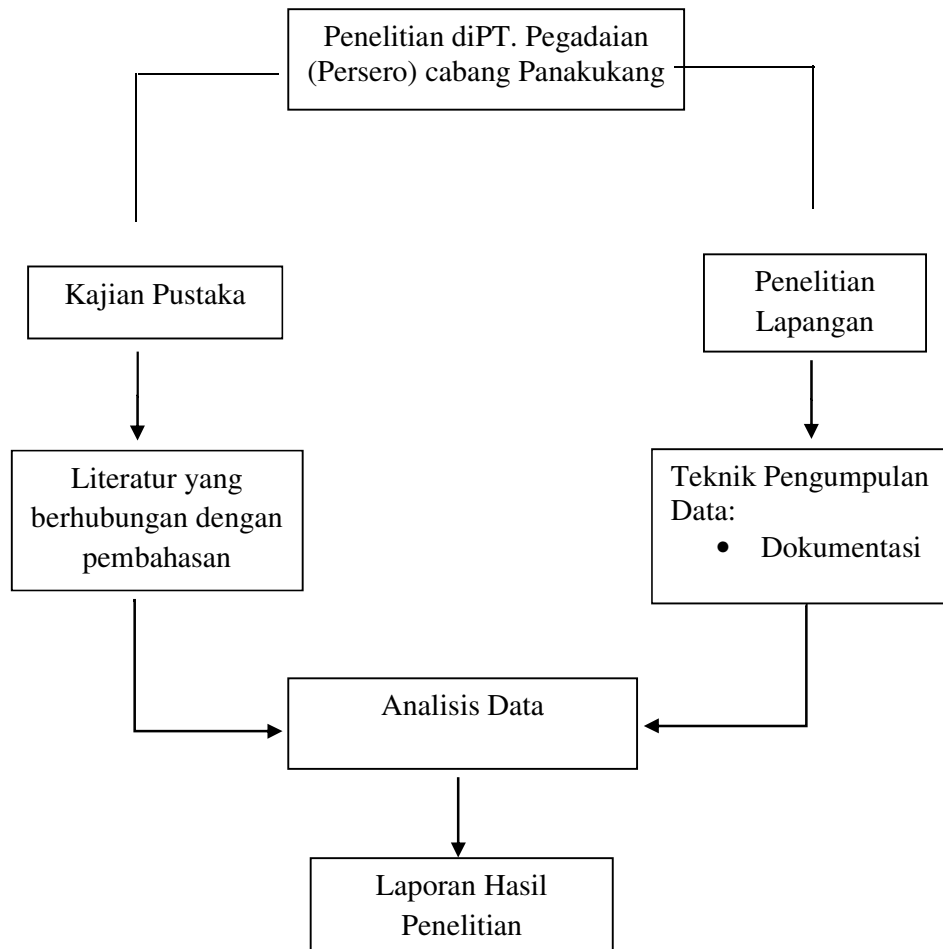 Penelitian diPT. Pegadaian
(Persero) cabang Panakukang
Kajian Pustaka
Penelitian
Lapangan
Literatur yang
berhubungan dengan
pembahasan
Teknik Pengumpulan
Data:
• Dokumentasi
Analisis Data
Laporan Hasil
Penelitian